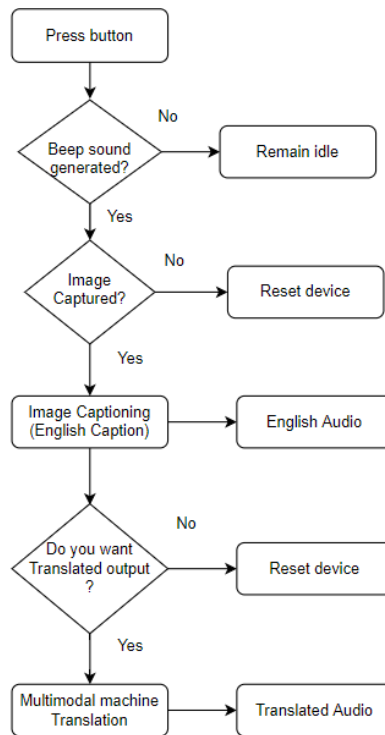 Press button
No
Beep sound
generated?
Remain idle
Yes
No
Image
Captured?
Reset device
Yes
Image Captioning
(English Caption)
English Audio
No
Do you want
Translated output
?
Reset device
Yes
Multimodal machine
Translation
Translated Audio